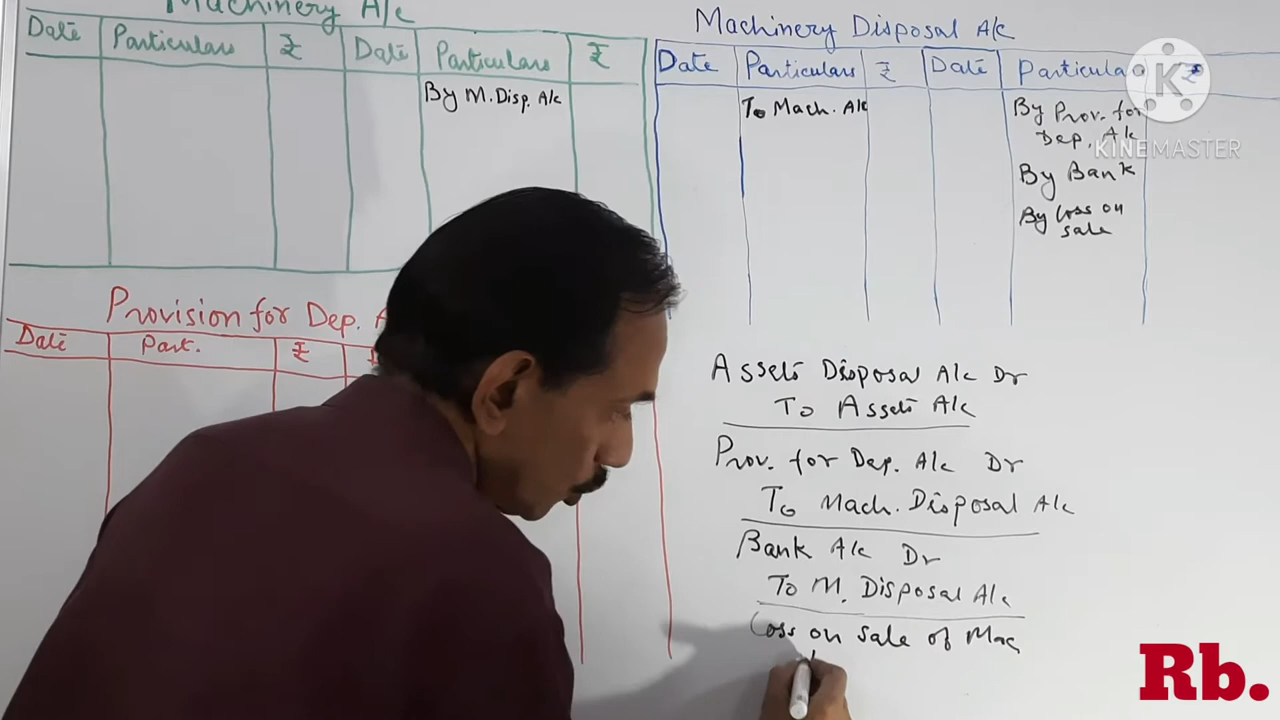 Machinery A/c
Date Particulars ₹ Date Particulars ₹
By M. Disp. A/c
Machinery Disposal A/c
Date Particulars ₹ Date Particula ₹
To Mach. A/c By Prov. for
Dep. A/c
By Bank
By Loss on
sale
KINEMASTER
Provision for Dep. A
Date Part. ₹
Assets Disposal A/c Dr
To Assets A/c
Prov. for Dep. A/c Dr
To Mach. Disposal A/c
Bank A/c Dr
To M. Disposal A/c
Loss on sale of Mac
Rb.